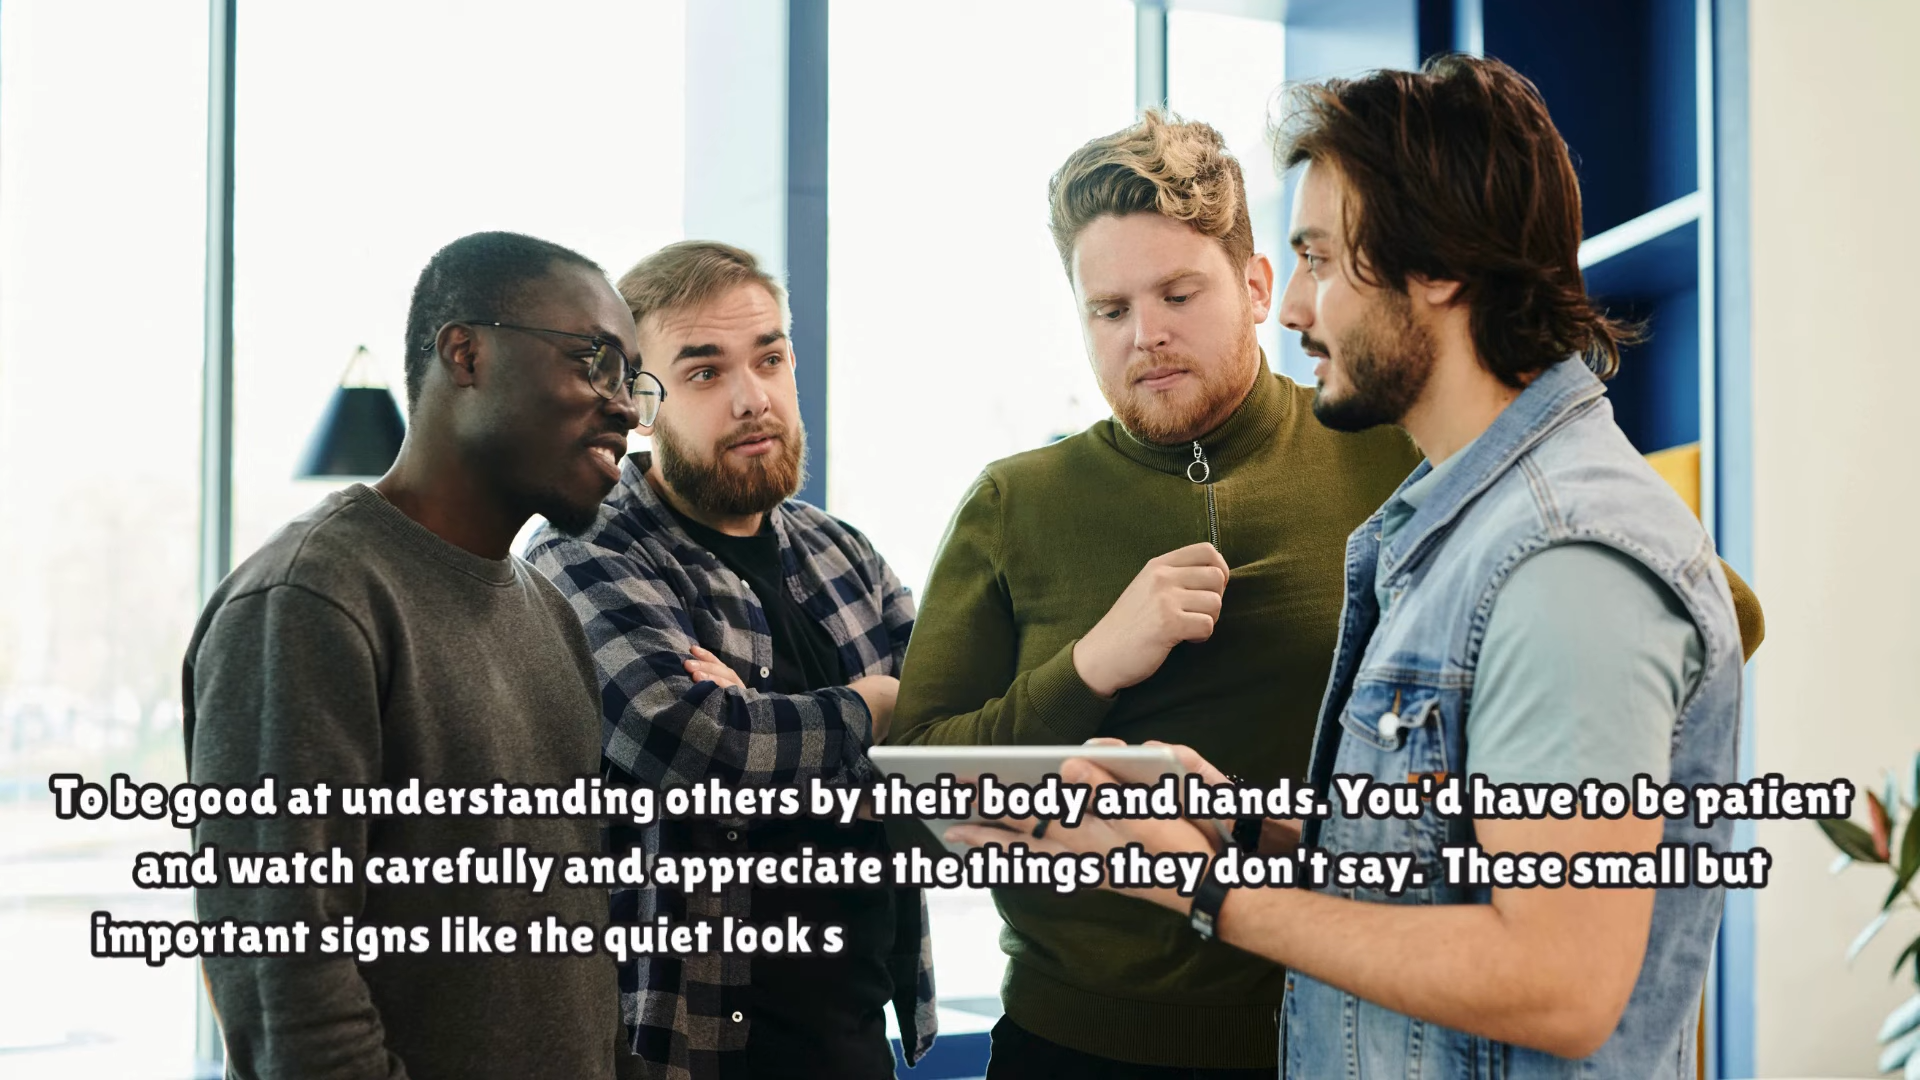 To be good at understanding others by their body and hands. You'd have to be patient
and watch carefully and appreciate the things they don't say. These small but
important signs like the quiet look s